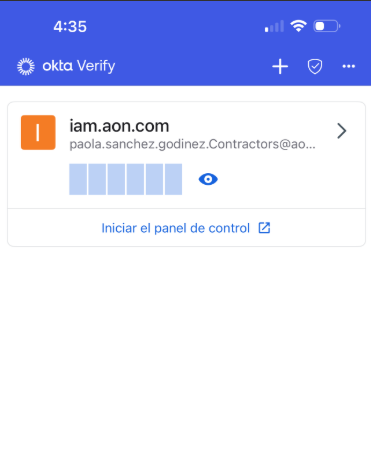 4:35
okta Verify
I
iam.aon.com
paola.sanchez.godinez.Contractors@ao...
Iniciar el panel de control